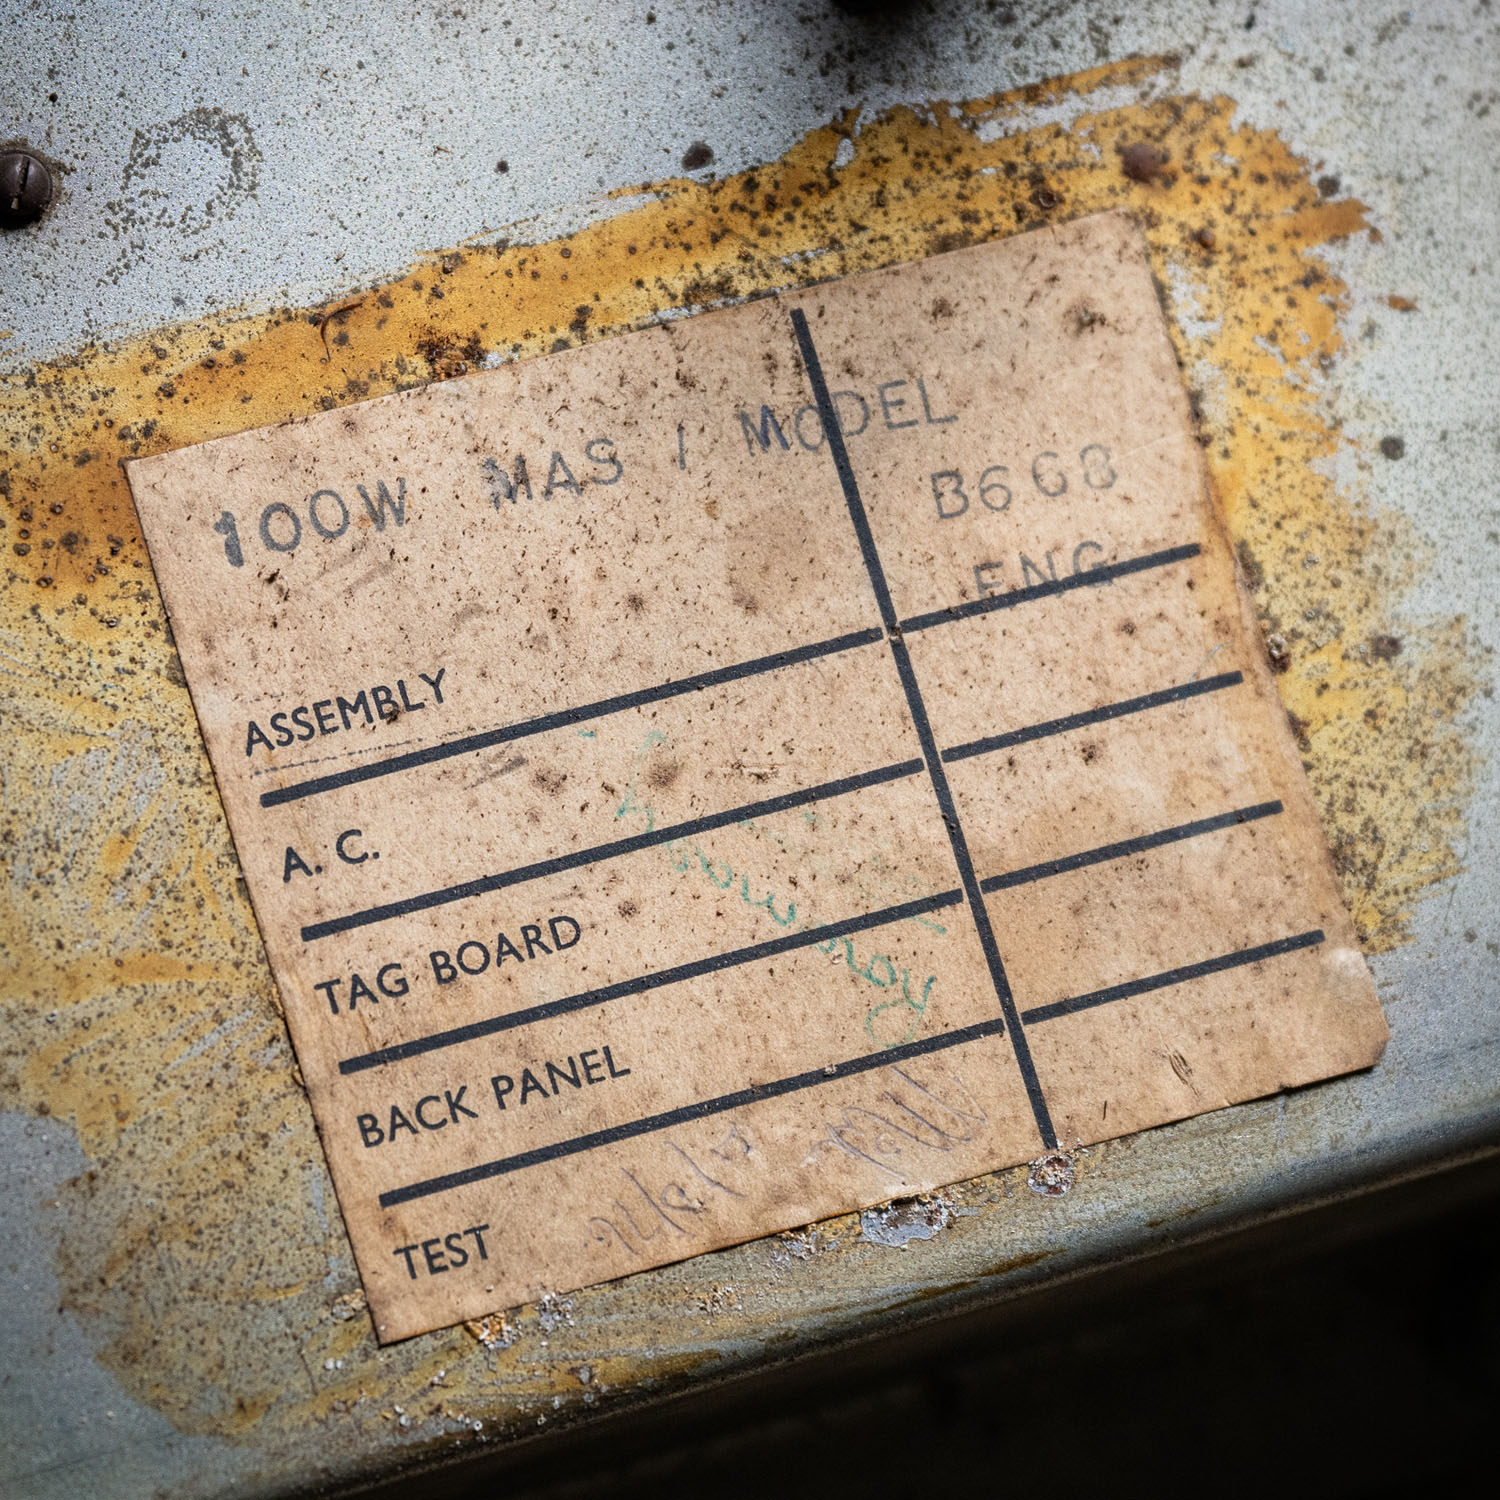 100W MAS / MODEL
B668
ENG
ASSEMBLY
A. C.
TAG BOARD
BACK PANEL
TEST